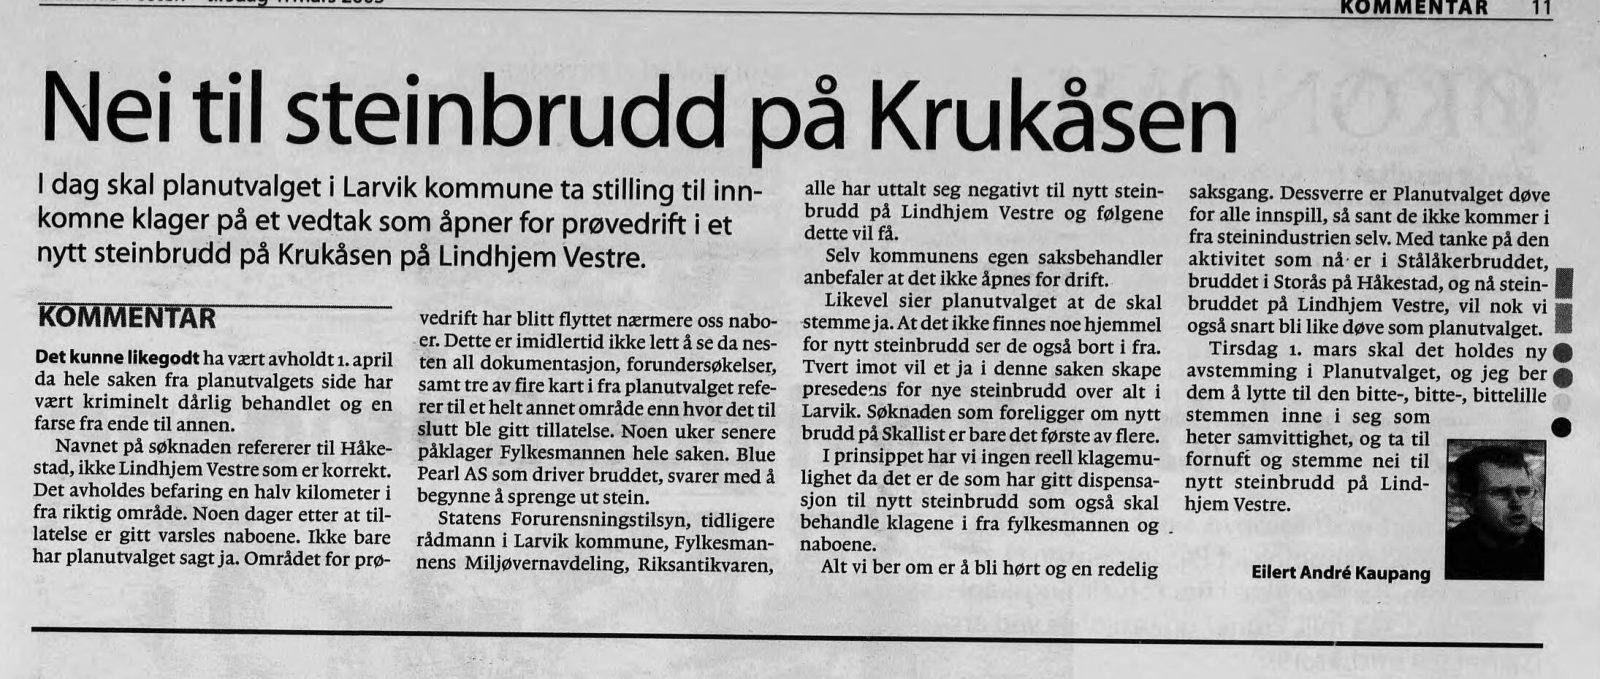 KOMMENTAR 11
Nei til steinbrudd på Krukåsen
I dag skal planutvalget i Larvik kommune ta stilling til inn-
komne klager på et vedtak som åpner for prøvedrift i et
nytt steinbrudd på Krukåsen på Lindhjem Vestre.
KOMMENTAR
Det kunne likegodt ha vært avholdt 1. april
da hele saken fra planutvalgets side har
vært kriminelt dårlig behandlet og en
farse fra ende til annen.
Navnet på søknaden refererer til Håke-
stad, ikke Lindhjem Vestre som er korrekt.
Det avholdes befaring en halv kilometer i
fra riktig område. Noen dager etter at til-
latelse er gitt varsles naboene. Ikke bare
har planutvalget sagt ja. Området for prø-
vedrift har blitt flyttet nærmere oss nabo-
er. Dette er imidlertid ikke lett å se da nes-
ten all dokumentasjon, forundersøkelser,
samt tre av fire kart i fra planutvalget refe-
rer til et helt annet område enn hvor det til
slutt ble gitt tillatelse. Noen uker senere
påklager Fylkesmannen hele saken. Blue
Pearl AS som driver bruddet, svarer med å
begynne å sprenge ut stein.
Statens Forurensningstilsyn, tidligere
rådmann i Larvik kommune, Fylkesman-
nens Miljøvernavdeling, Riksantikvaren,
alle har uttalt seg negativt til nytt stein-
brudd på Lindhjem Vestre og følgene
dette vil få.
Selv kommunens egen saksbehandler
anbefaler at det ikke åpnes for drift.
Likevel sier planutvalget at de skal
stemme ja. At det ikke finnes noe hjemmel
for nytt steinbrudd ser de også bort i fra.
Tvert imot vil et ja i denne saken skape
presedens for nye steinbrudd over alt i
Larvik. Søknaden som foreligger om nytt
brudd på Skallist er bare det første av flere.
I prinsippet har vi ingen reell klagemu-
lighet da det er de som har gitt dispensa-
sjon til nytt steinbrudd som også skal
behandle klagene i fra fylkesmannen og
naboene.
Alt vi ber om er å bli hørt og en redelig
saksgang. Dessverre er Planutvalget døve
for alle innspill, så sant de ikke kommer i
fra steinindustrien selv. Med tanke på den
aktivitet som nå er i Stålåkerbruddet,
bruddet i Storås på Håkestad, og nå stein-
bruddet på Lindhjem Vestre, vil nok vi
også snart bli like døve som planutvalget.
Tirsdag 1. mars skal det holdes ny
avstemming i Planutvalget, og jeg ber
dem å lytte til den bitte-, bitte-, bittelille
stemmen inne i seg som
heter samvittighet, og ta til
fornuft og stemme nei til
nytt steinbrudd på Lind-
hjem Vestre.
Eilert André Kaupang